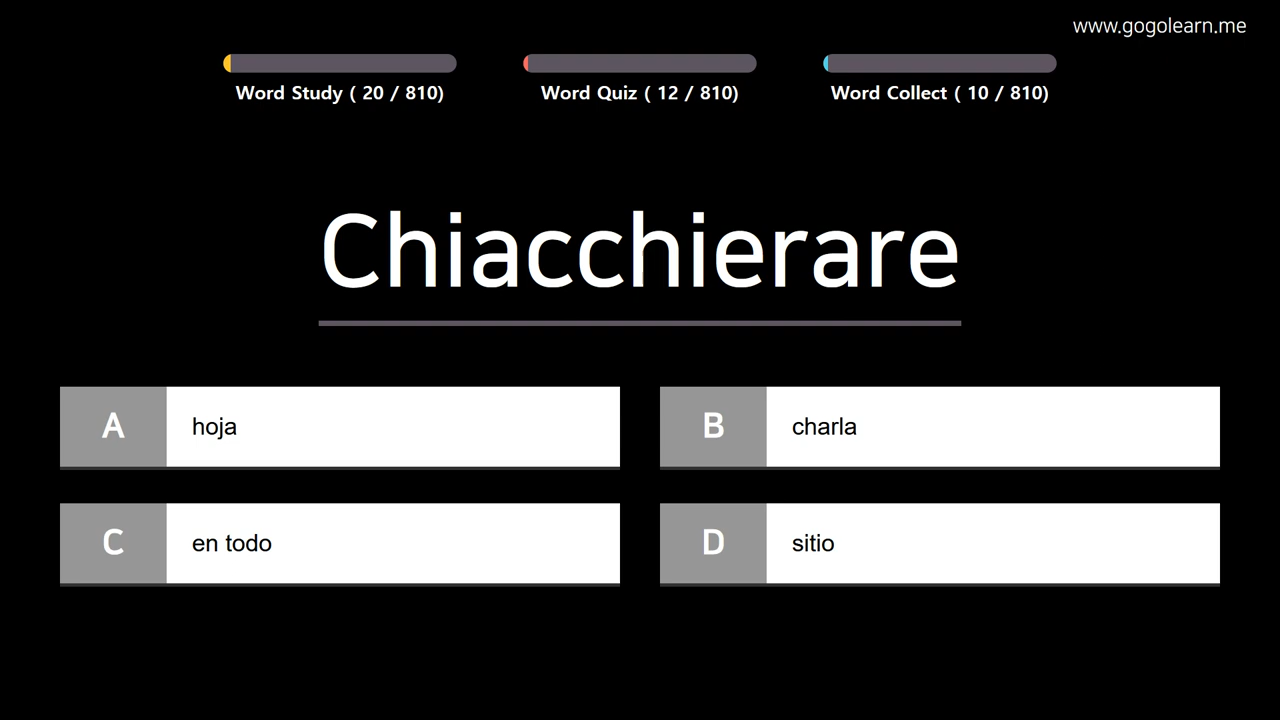 www.gogolearn.me
Word Study ( 20 / 810)
Word Quiz ( 12 / 810)
Word Collect ( 10 / 810)
Chiacchierare
A hoja
B charla
C en todo
D sitio